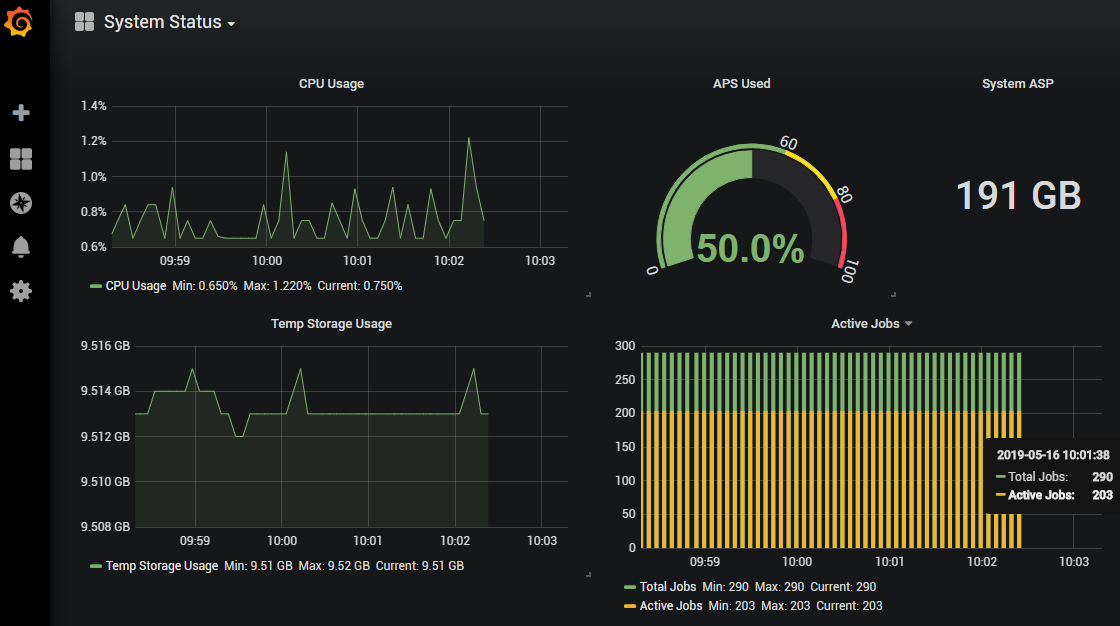 System Status
CPU Usage
1.4%
1.2%
1.0%
0.8%
0.6%
09:59 10:00 10:01 10:02 10:03
CPU Usage Min: 0.650% Max: 1.220% Current: 0.750%
APS Used
0
60
80
100
50.0%
System ASP
191 GB
Temp Storage Usage
9.516 GB
9.514 GB
9.512 GB
9.510 GB
9.508 GB
09:59 10:00 10:01 10:02 10:03
Temp Storage Usage Min: 9.51 GB Max: 9.52 GB Current: 9.51 GB
Active Jobs
300
250
200
150
100
50
0
09:59 10:00 10:01 10:02 10:03
2019-05-16 10:01:38
Total Jobs: 290
Active Jobs: 203
Total Jobs Min: 290 Max: 290 Current: 290
Active Jobs Min: 203 Max: 203 Current: 203